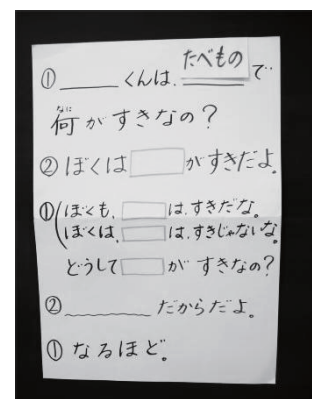 ① ＿＿＿くんは、たべもので
何がすきなの？
なに
② ぼくは□がすきだよ。
① ぼくも、□は、すきだな。
ぼくは、□は、すきじゃないな。
どうして□が すきなの？
② ＿＿＿だからだよ。
① なるほど。